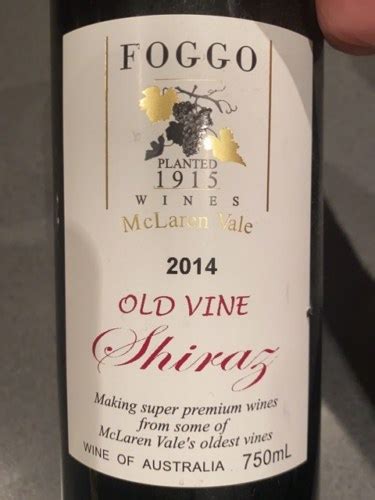 FOGGO
PLANTED
1915
WINES
McLaren Vale
2014
OLD VINE
Shiraz
Making super premium wines
from some of
McLaren Vale's oldest vines
WINE OF AUSTRALIA 750mL